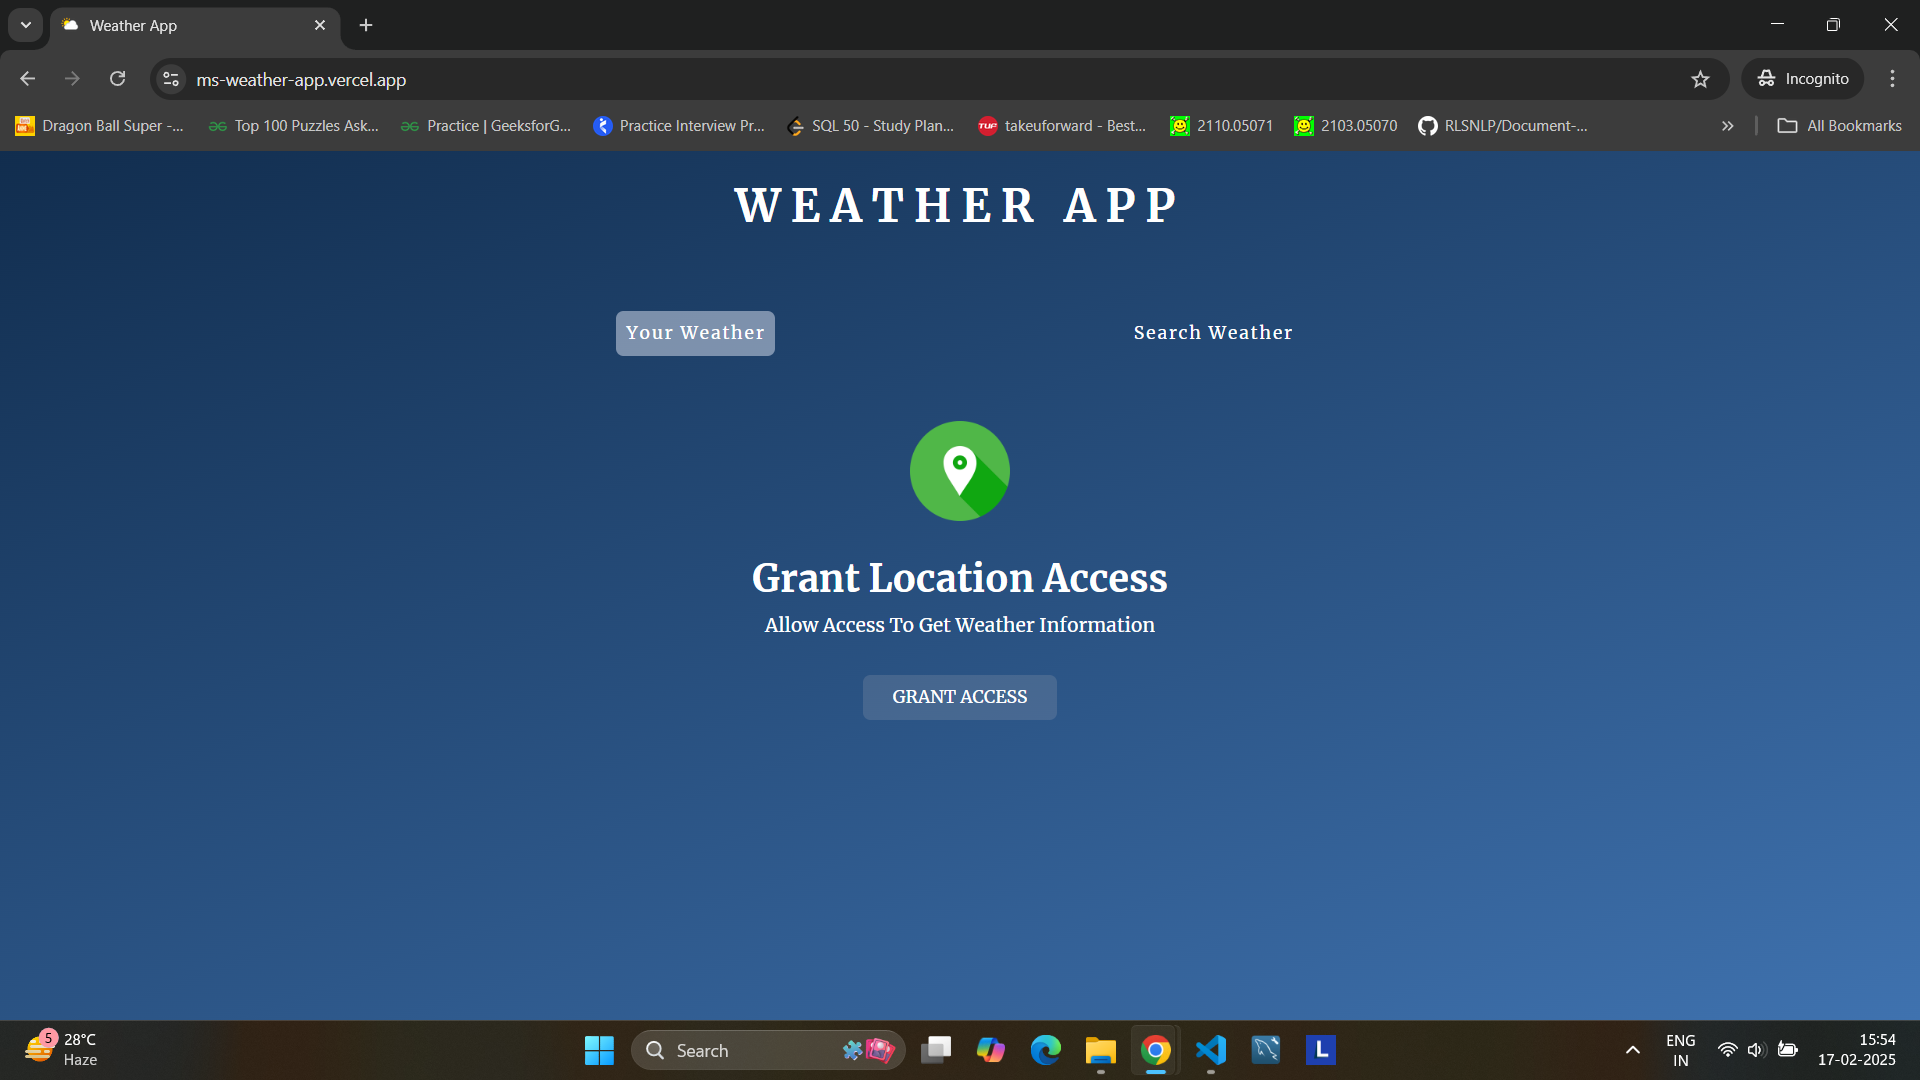 Weather App
ms-weather-app.vercel.app
Incognito
Dragon Ball Super -...
Top 100 Puzzles Ask...
Practice | GeeksforG...
Practice Interview Pr...
SQL 50 - Study Plan...
TUF
takeuforward - Best...
2110.05071
2103.05070
RLSNLP/Document-...
All Bookmarks
WEATHER APP
Your Weather
Search Weather
Grant Location Access
Allow Access To Get Weather Information
GRANT ACCESS
5
28°C
Haze
Search
L
ENG
IN
15:54
17-02-2025